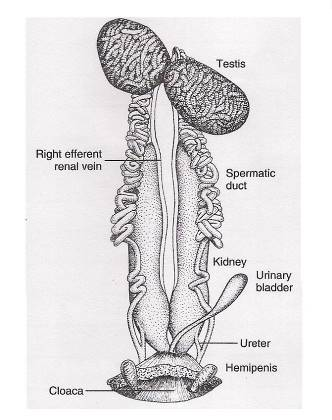 Testis
Right efferent
renal vein
Spermatic
duct
Kidney
Urinary
bladder
Ureter
Hemipenis
Cloaca